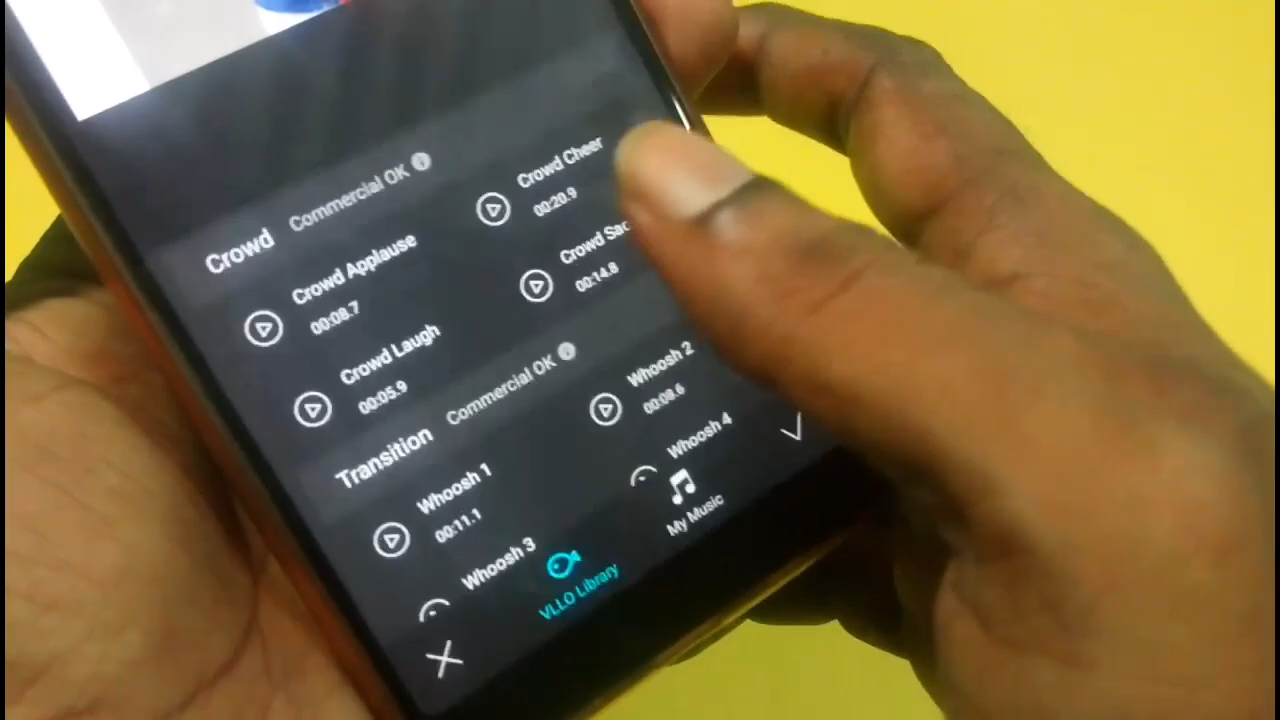 Crowd Commercial OK
Crowd Applause
00:08.7
Crowd Cheer
00:20.9
Crowd Laugh
00:05.9
Crowd
00:14.8
Transition Commercial OK
Whoosh 1
00:11.1
Whoosh 2
00:08.6
Whoosh 3
Whoosh 4
VLLO Library
My Music